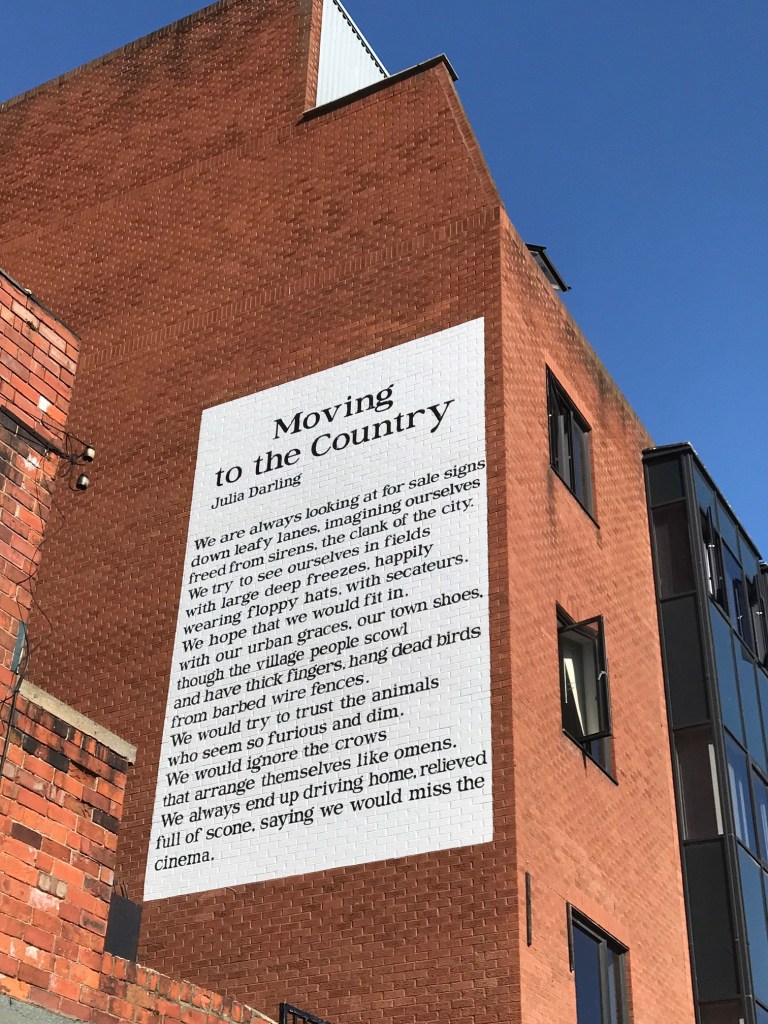 Moving
to the Country
Julia Darling
We are always looking at for sale signs
down leafy lanes, imagining ourselves
freed from sirens, the clank of the city.
We try to see ourselves in fields
with large deep freezes, happily
wearing floppy hats, with secateurs.
We hope that we would fit in.
with our urban graces, our town shoes,
though the village people scowl
and have thick fingers, hang dead birds
from barbed wire fences.
We would try to trust the animals
who seem so furious and dim.
We would ignore the crows
that arrange themselves like omens.
We always end up driving home, relieved
full of scone, saying we would miss the
cinema.